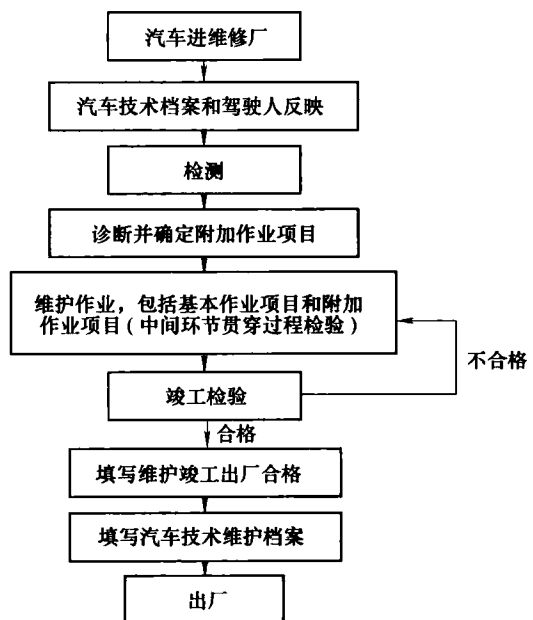 汽车进维修厂
汽车技术档案和驾驶人反映
检测
诊断并确定附加作业项目
维护作业，包括基本作业项目和附加
作业项目(中间环节贯穿过程检验)
不合格
竣工检验
合格
填写维护竣工出厂合格
填写汽车技术维护档案
出厂